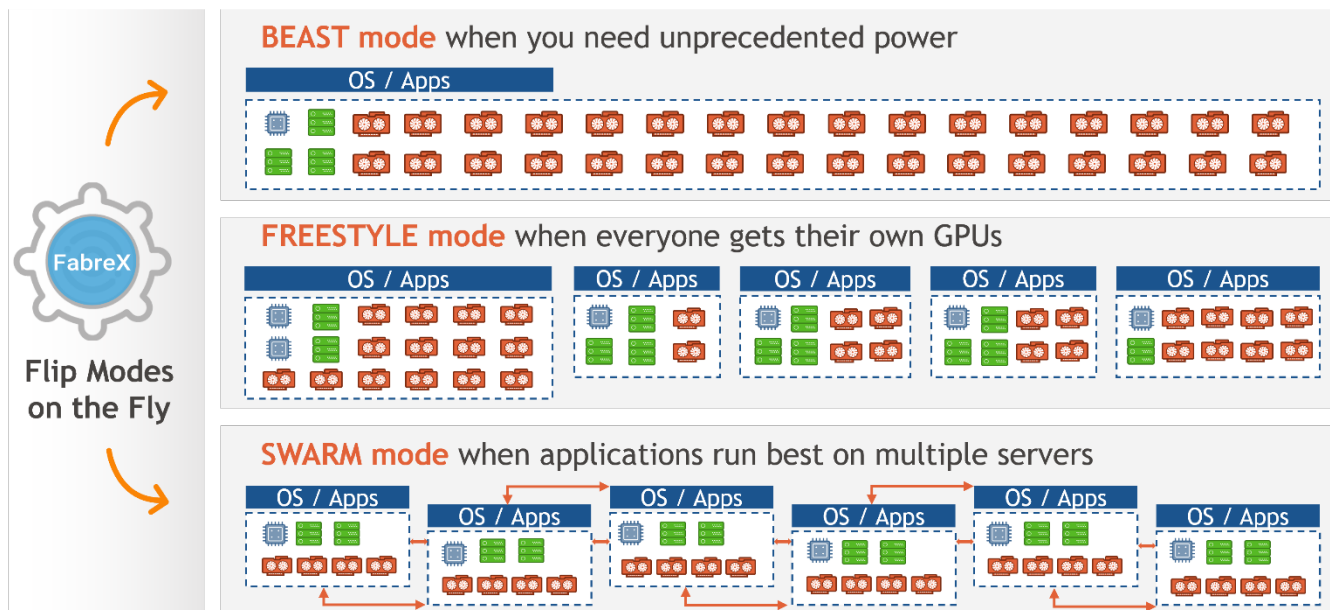 BEAST mode when you need unprecedented power
OS / Apps
FabreX
Flip Modes
on the Fly
FREESTYLE mode when everyone gets their own GPUs
OS / Apps
OS / Apps
OS / Apps
OS / Apps
OS / Apps
SWARM mode when applications run best on multiple servers
OS / Apps
OS / Apps
OS / Apps
OS / Apps
OS / Apps
OS / Apps